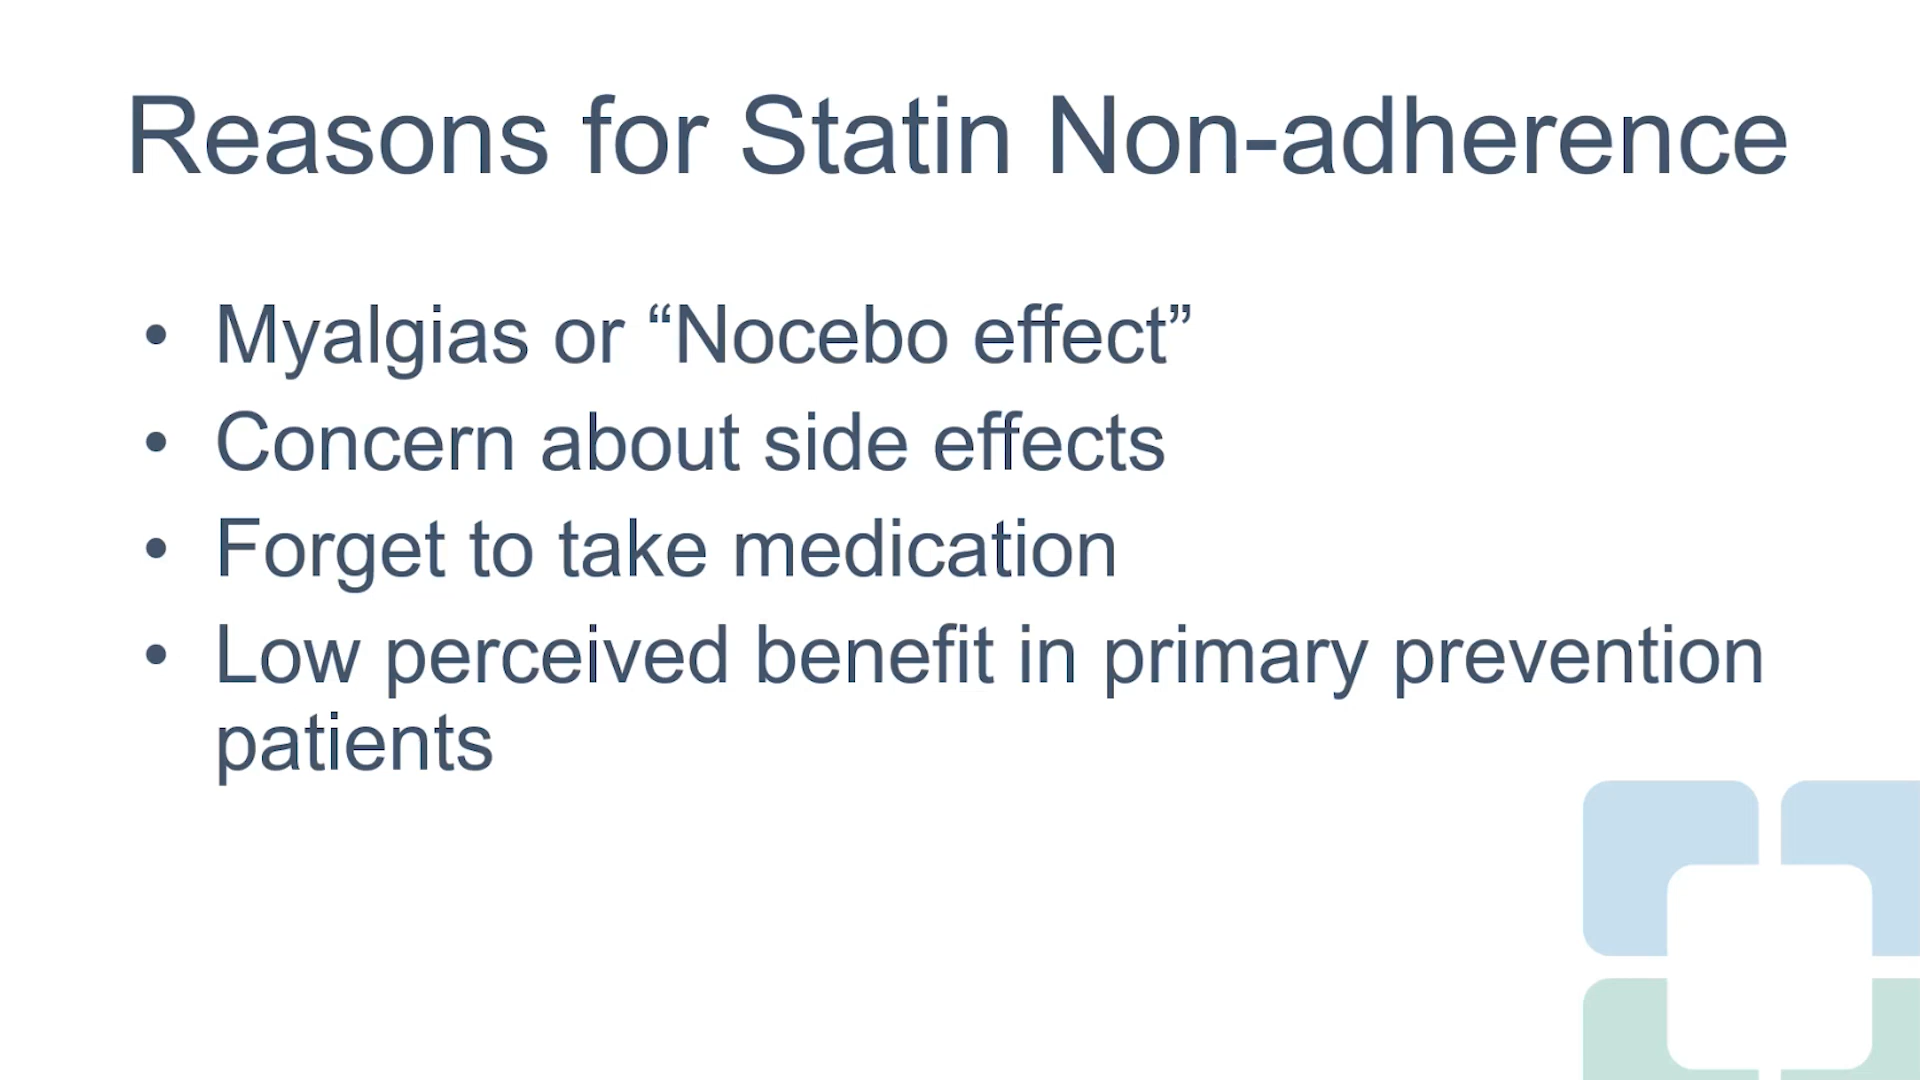 Reasons for Statin Non-adherence
• Myalgias or “Nocebo effect”
• Concern about side effects
• Forget to take medication
• Low perceived benefit in primary prevention
patients